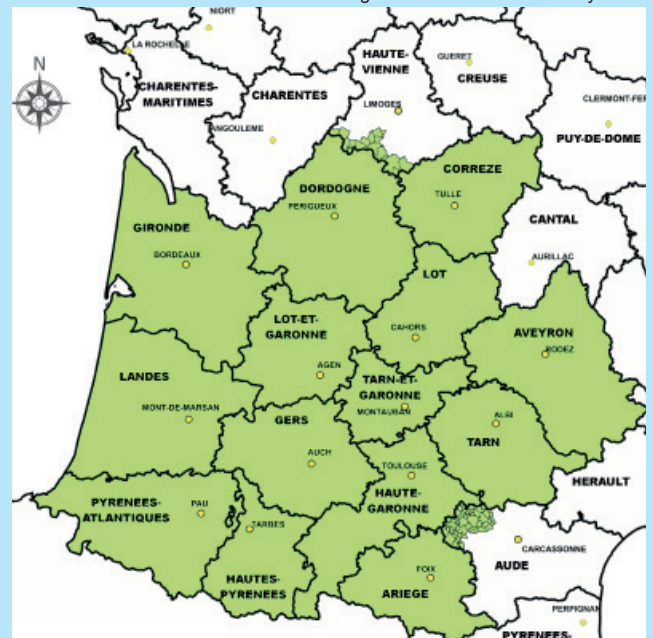 NIORT
LA ROCHELLE
N
HAUTE-
VIENNE
GUERET
CREUSE
CHARENTES-
MARITIMES
CHARENTES
LIMOGES
CLERMONT-FER
ANGOULEME
PUY-DE-DOME
CORREZE
DORDOGNE
TULLE
PERIGUEUX
CANTAL
GIRONDE
BORDEAUX
AURILLAC
LOT
LOT-ET-
GARONNE
CAHORS
AVEYRON
RODEZ
LANDES
AGEN
TARN-ET-
GARONNE
MONT-DE-MARSAN
MONTAUBAN
ALBI
GERS
TARN
AUCH
TOULOUSE
HERAULT
PYRENEES-
ATLANTIQUES
PAU
HAUTE-
GARONNE
TARBES
CARCASSONNE
AUDE
FOIX
HAUTES-
PYRENEES
ARIEGE
PERPIGNAN
PYRENEES-